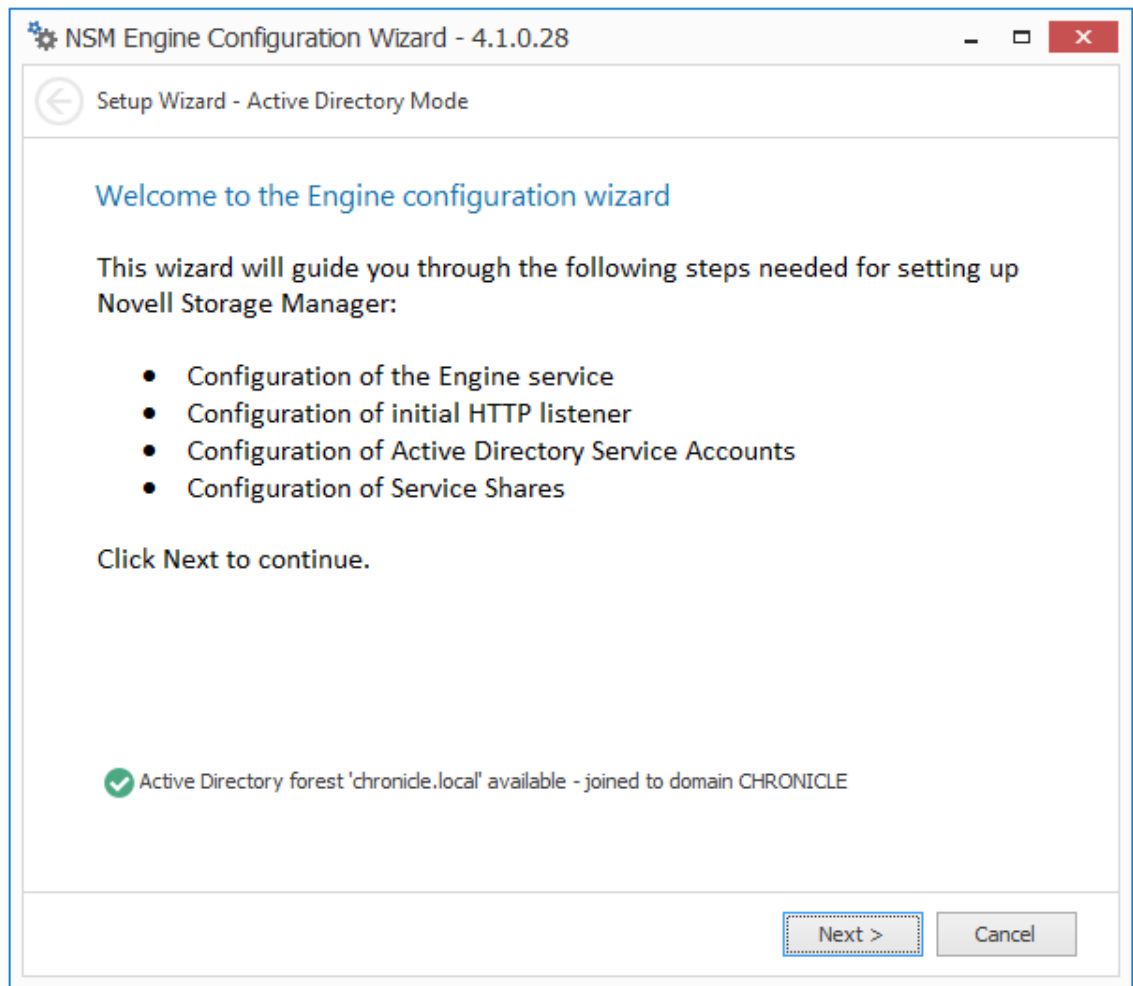 NSM Engine Configuration Wizard - 4.1.0.28
Setup Wizard - Active Directory Mode
Welcome to the Engine configuration wizard
This wizard will guide you through the following steps needed for setting up
Novell Storage Manager:
• Configuration of the Engine service
• Configuration of initial HTTP listener
• Configuration of Active Directory Service Accounts
• Configuration of Service Shares
Click Next to continue.
Active Directory forest 'chronicle.local' available - joined to domain CHRONICLE
Next >
Cancel